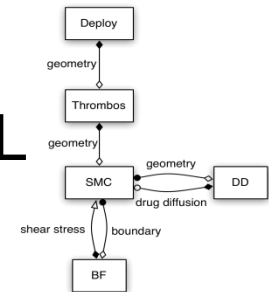 Deploy
geometry
Thrombos
geometry
L
SMC
geometry
DD
drug diffusion
shear stress
boundary
BF